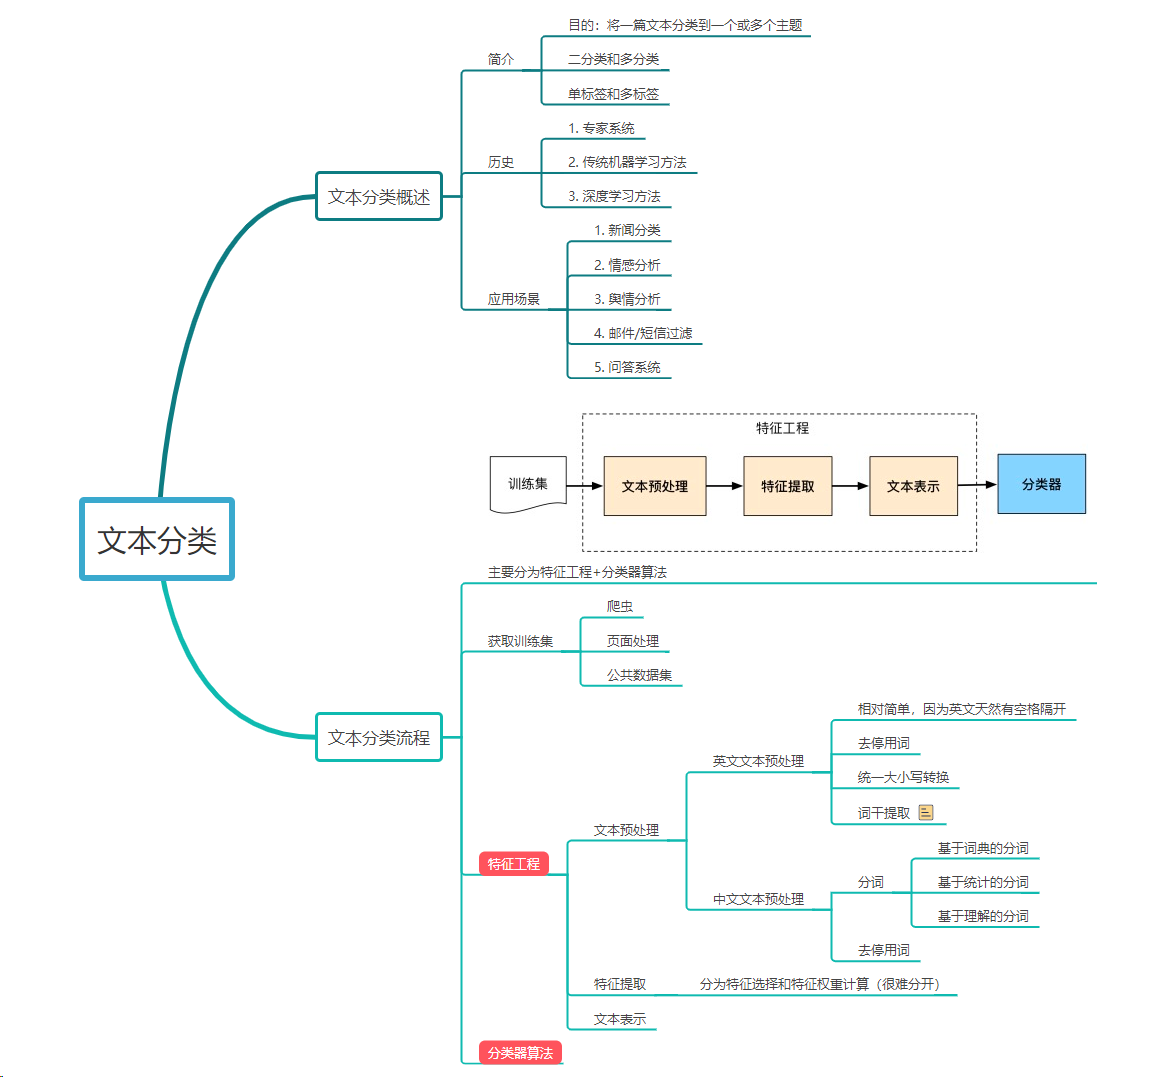 文本分类
文本分类概述
简介
目的：将一篇文本分类到一个或多个主题
二分类和多分类
单标签和多标签
历史
1. 专家系统
2. 传统机器学习方法
3. 深度学习方法
应用场景
1. 新闻分类
2. 情感分析
3. 舆情分析
4. 邮件/短信过滤
5. 问答系统
文本分类流程
特征工程
训练集
文本预处理
特征提取
文本表示
分类器
主要分为特征工程+分类器算法
获取训练集
爬虫
页面处理
公共数据集
特征工程
文本预处理
英文文本预处理
相对简单，因为英文天然有空格隔开
去停用词
统一大小写转换
词干提取
中文文本预处理
分词
基于词典的分词
基于统计的分词
基于理解的分词
去停用词
特征提取
分为特征选择和特征权重计算（很难分开）
文本表示
分类器算法